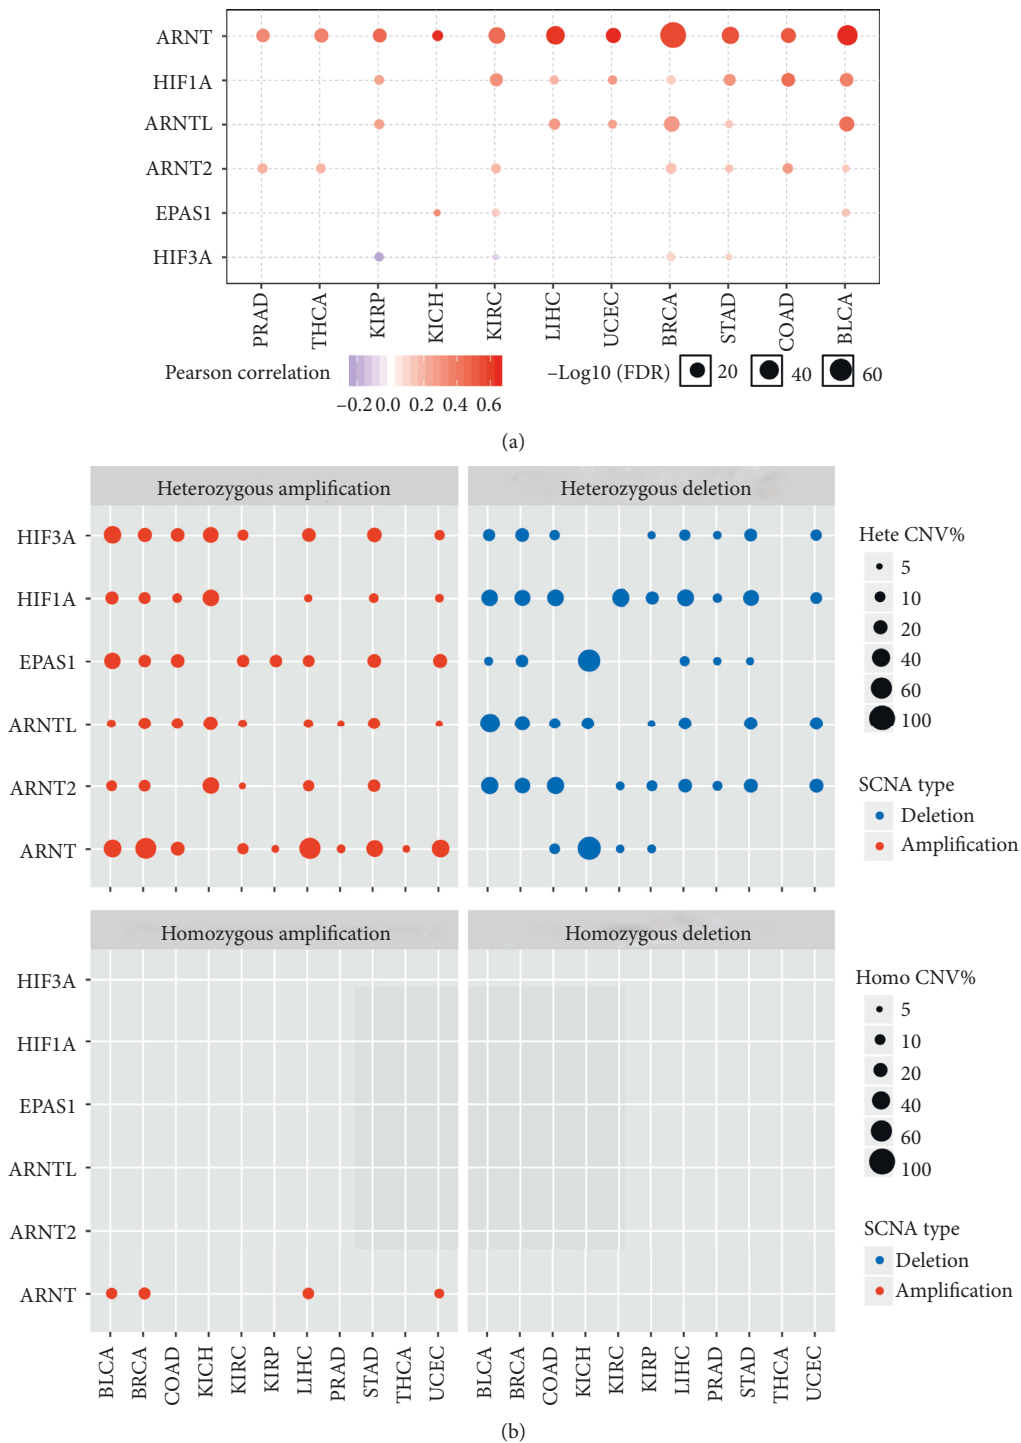 ARNT
HIF1A
ARNTL
ARNT2
EPAS1
HIF3A
PRAD THCA KIRP KICH KIRC LIHC UCEC BRCA STAD COAD BLCA
Pearson correlation
−0.2 0.0 0.2 0.4 0.6
−Log10 (FDR) 20 40 60
(a)
Heterozygous amplification Heterozygous deletion
HIF3A
HIF1A
EPAS1
ARNTL
ARNT2
ARNT
Hete CNV%
5
10
20
40
60
100
SCNA type
Deletion
Amplification
Homozygous amplification Homozygous deletion
HIF3A
HIF1A
EPAS1
ARNTL
ARNT2
ARNT
Homo CNV%
5
10
20
40
60
100
SCNA type
Deletion
Amplification
BLCA BRCA COAD KICH KIRC KIRP LIHC PRAD STAD THCA UCEC BLCA BRCA COAD KICH KIRC KIRP LIHC PRAD STAD THCA UCEC
(b)